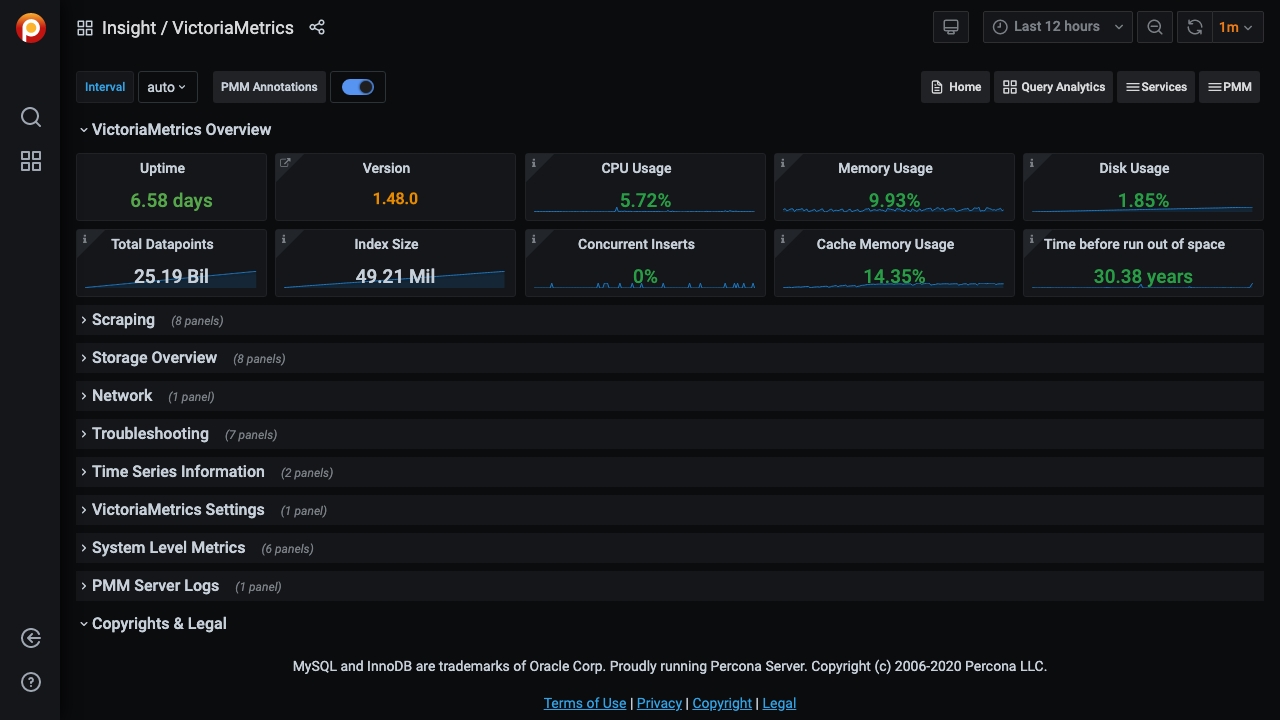 Insight / VictoriaMetrics
Last 12 hours
1m
Interval
auto
PMM Annotations
Home
Query Analytics
Services
PMM
VictoriaMetrics Overview
Uptime
6.58 days
Version
1.48.0
CPU Usage
5.72%
Memory Usage
9.93%
Disk Usage
1.85%
Total Datapoints
25.19 Bil
Index Size
49.21 Mil
Concurrent Inserts
0%
Cache Memory Usage
14.35%
Time before run out of space
30.38 years
Scraping (8 panels)
Storage Overview (8 panels)
Network (1 panel)
Troubleshooting (7 panels)
Time Series Information (2 panels)
VictoriaMetrics Settings (1 panel)
System Level Metrics (6 panels)
PMM Server Logs (1 panel)
Copyrights & Legal
MySQL and InnoDB are trademarks of Oracle Corp. Proudly running Percona Server. Copyright (c) 2006-2020 Percona LLC.
Terms of Use | Privacy | Copyright | Legal